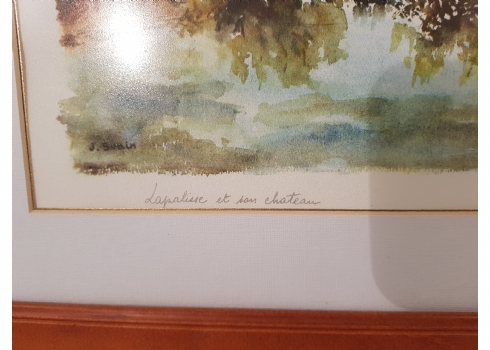 Lapalisse et son chateau